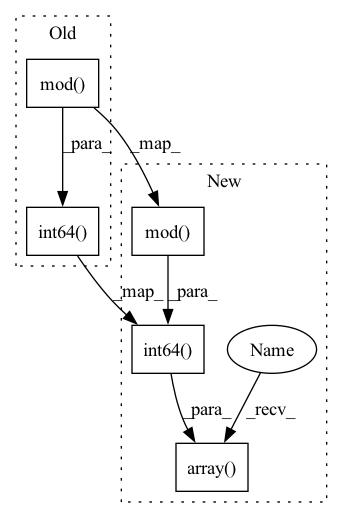 Old
mod()
_para_
_map_
New
int64()
mod()
_map_
_para_
int64()
Name
_para_
_recv_
array()